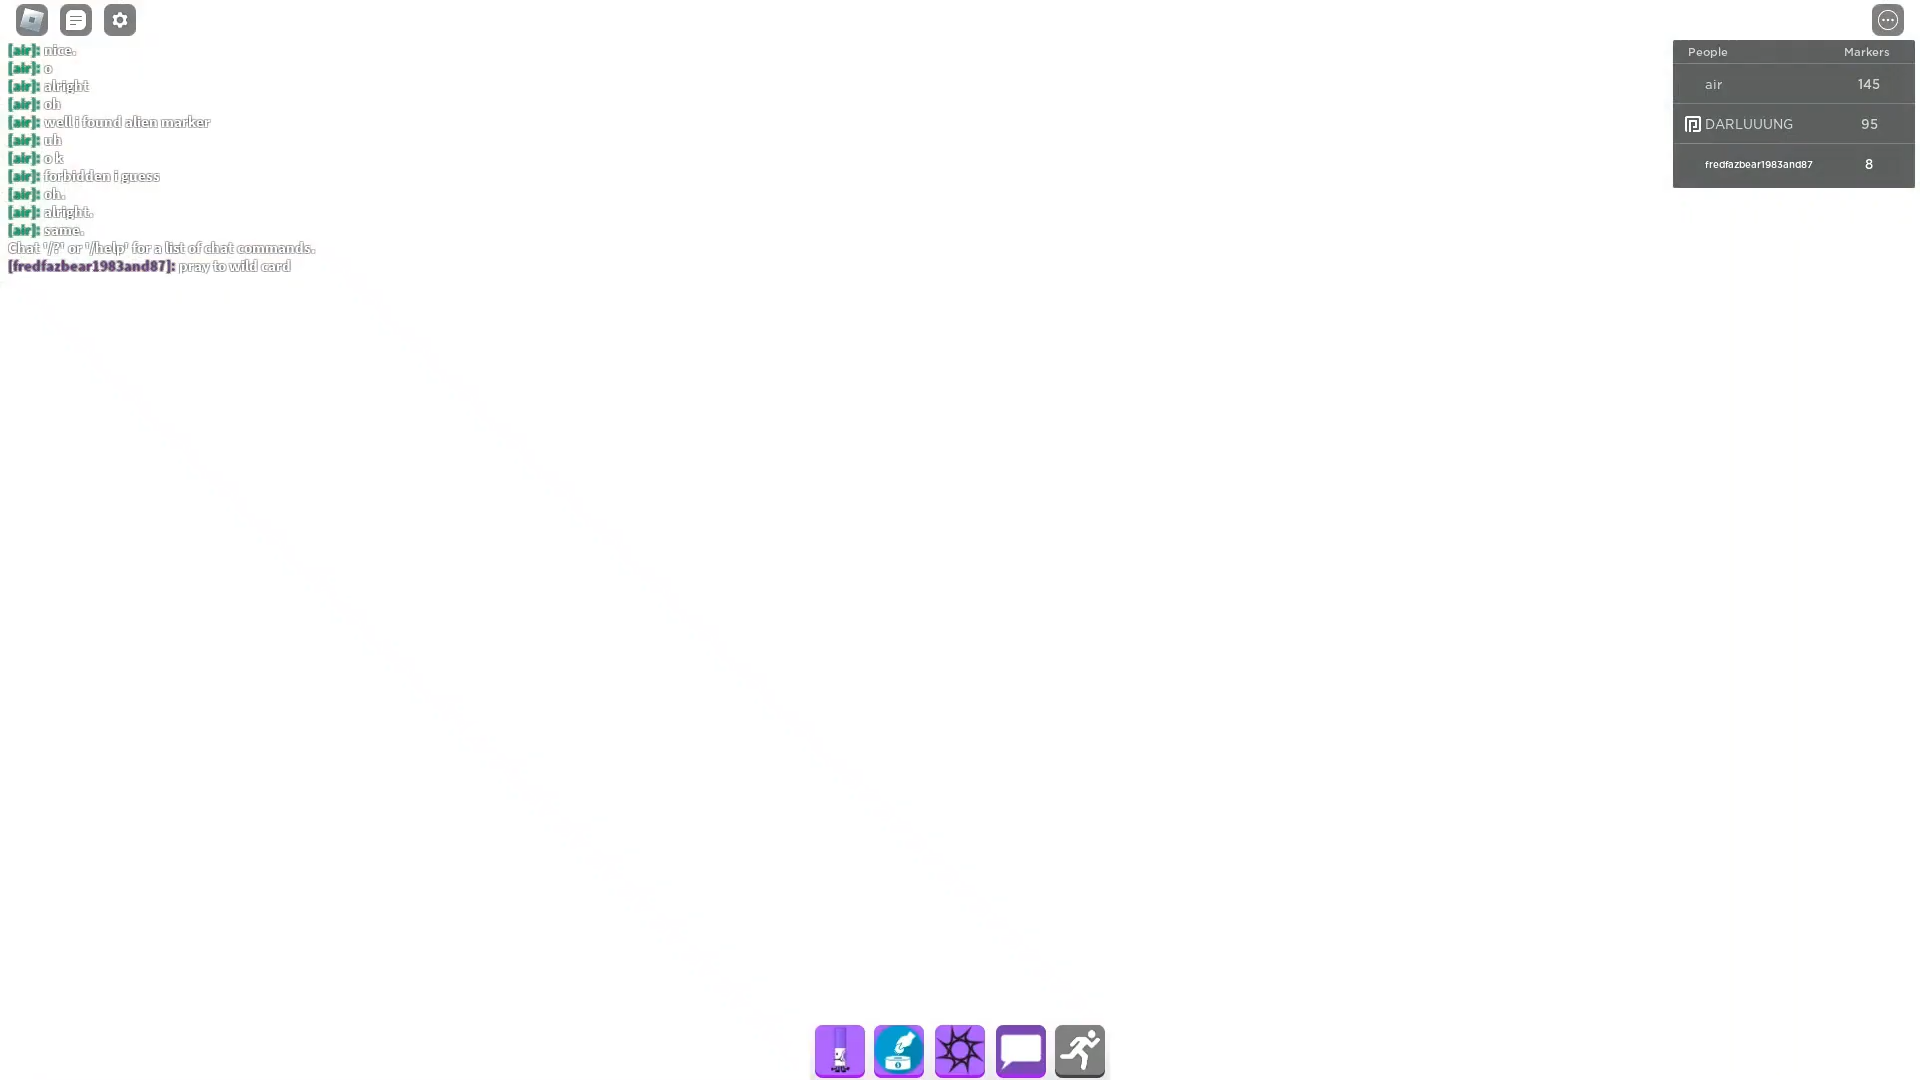 [air]: nice.
[air]: o
[air]: alright
[air]: oh
[air]: well i found alien marker
[air]: uh
[air]: o k
[air]: forbidden i guess
[air]: oh.
[air]: alright.
[air]: same.
Chat '/?' or '/help' for a list of chat commands.
[fredfazbear1983and87]: pray to wild card
People Markers
air 145
DARLUUUNG 95
fredfazbear1983and87 8